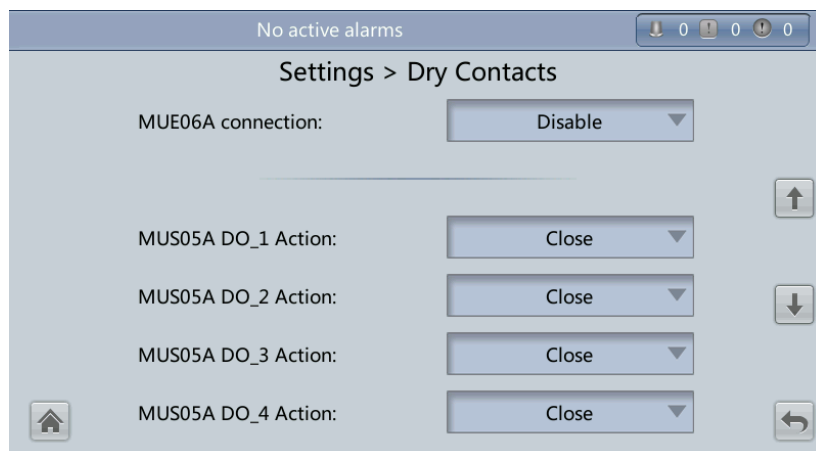 No active alarms 0 0 0
Settings > Dry Contacts
MUE06A connection: Disable
MUS05A DO_1 Action: Close
MUS05A DO_2 Action: Close
MUS05A DO_3 Action: Close
MUS05A DO_4 Action: Close